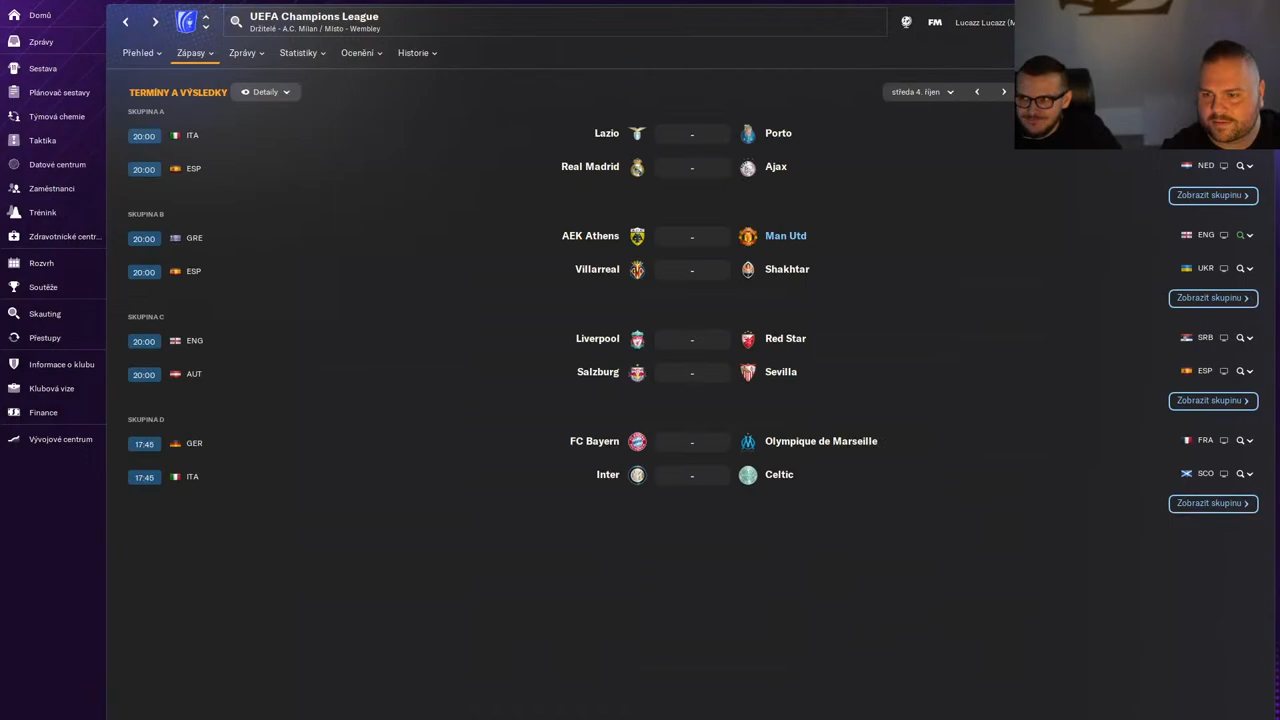 Domů
Zprávy
Sestava
Plánovač sestavy
Týmová chemie
Taktika
Datové centrum
Zaměstnanci
Trénink
Zdravotnické centr...
Rozvrh
Soutěže
Skauting
Přestupy
Informace o klubu
Klubová vize
Finance
Vývojové centrum
UEFA Champions League
Držitelé - A.C. Milan / Místo - Wembley
FM
Lucazz Lucazz (M
Přehled
Zápasy
Zprávy
Statistiky
Ocenění
Historie
TERMÍNY A VÝSLEDKY
Detaily
středa 4. říjen
SKUPINA A
20:00 ITA Lazio - Porto
20:00 ESP Real Madrid - Ajax NED
Zobrazit skupinu
SKUPINA B
20:00 GRE AEK Athens - Man Utd ENG
20:00 ESP Villarreal - Shakhtar UKR
Zobrazit skupinu
SKUPINA C
20:00 ENG Liverpool - Red Star SRB
20:00 AUT Salzburg - Sevilla ESP
Zobrazit skupinu
SKUPINA D
17:45 GER FC Bayern - Olympique de Marseille FRA
17:45 ITA Inter - Celtic SCO
Zobrazit skupinu